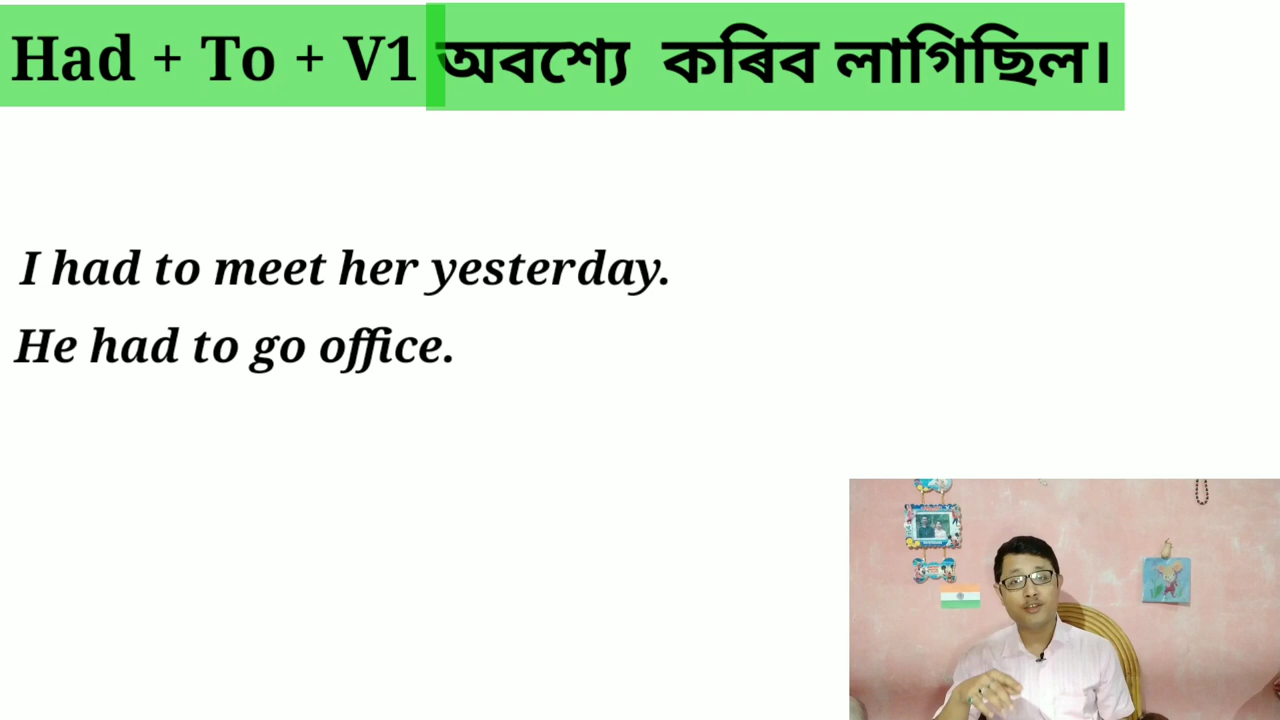 Had + To + V1 অবশ্যে কৰিব লাগিছিল।
I had to meet her yesterday.
He had to go office.